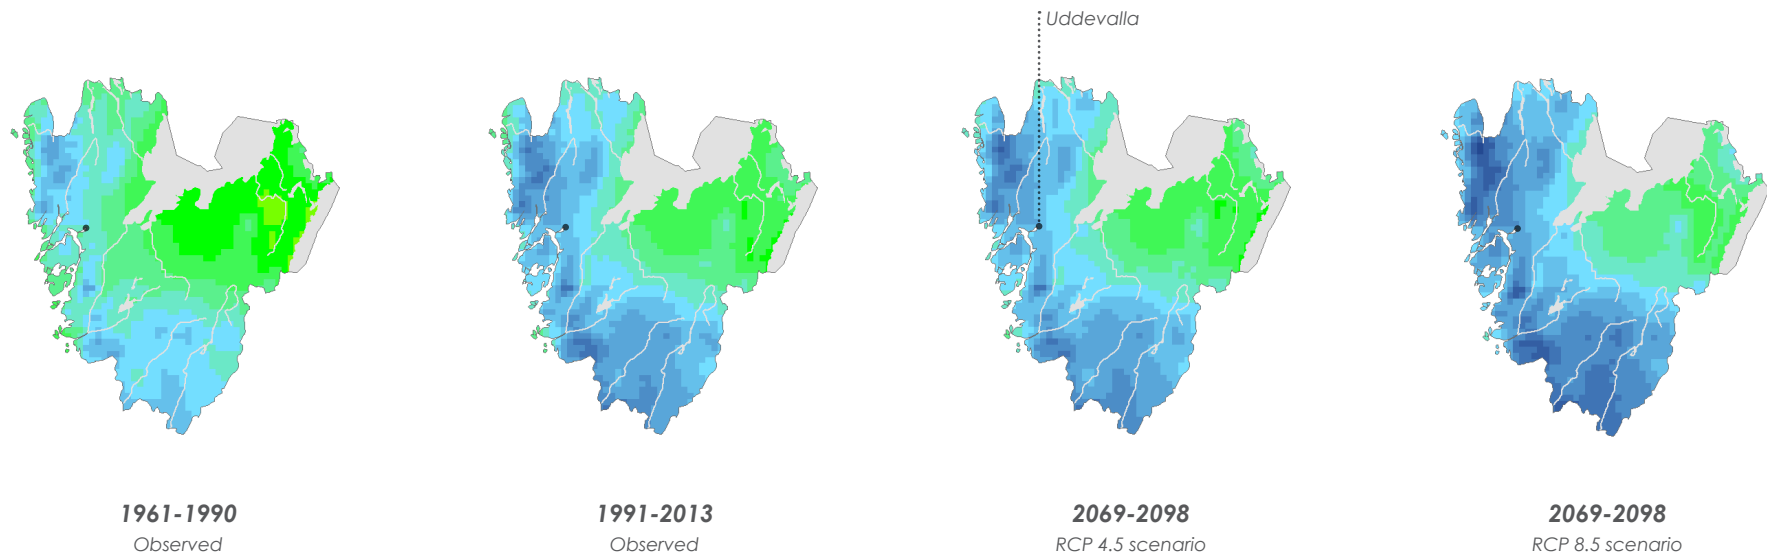 Uddevalla
1961-1990
Observed
1991-2013
Observed
2069-2098
RCP 4.5 scenario
2069-2098
RCP 8.5 scenario